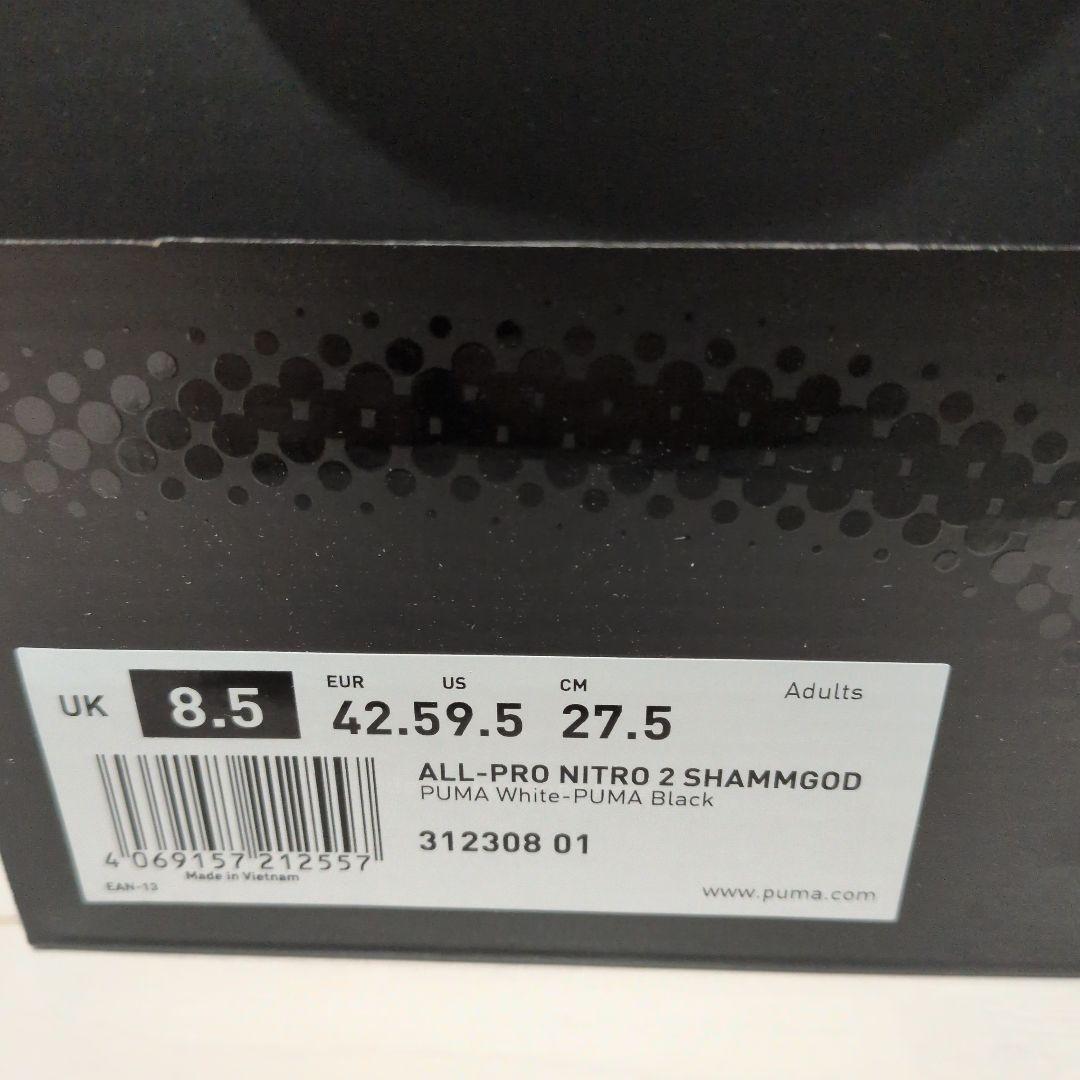 EUR US CM Adults
UK 8.5 42.5 9.5 27.5
ALL-PRO NITRO 2 SHAMMGOD
PUMA White-PUMA Black
312308 01
4 069157 212557
Made in Vietnam
EAN-13
www.puma.com